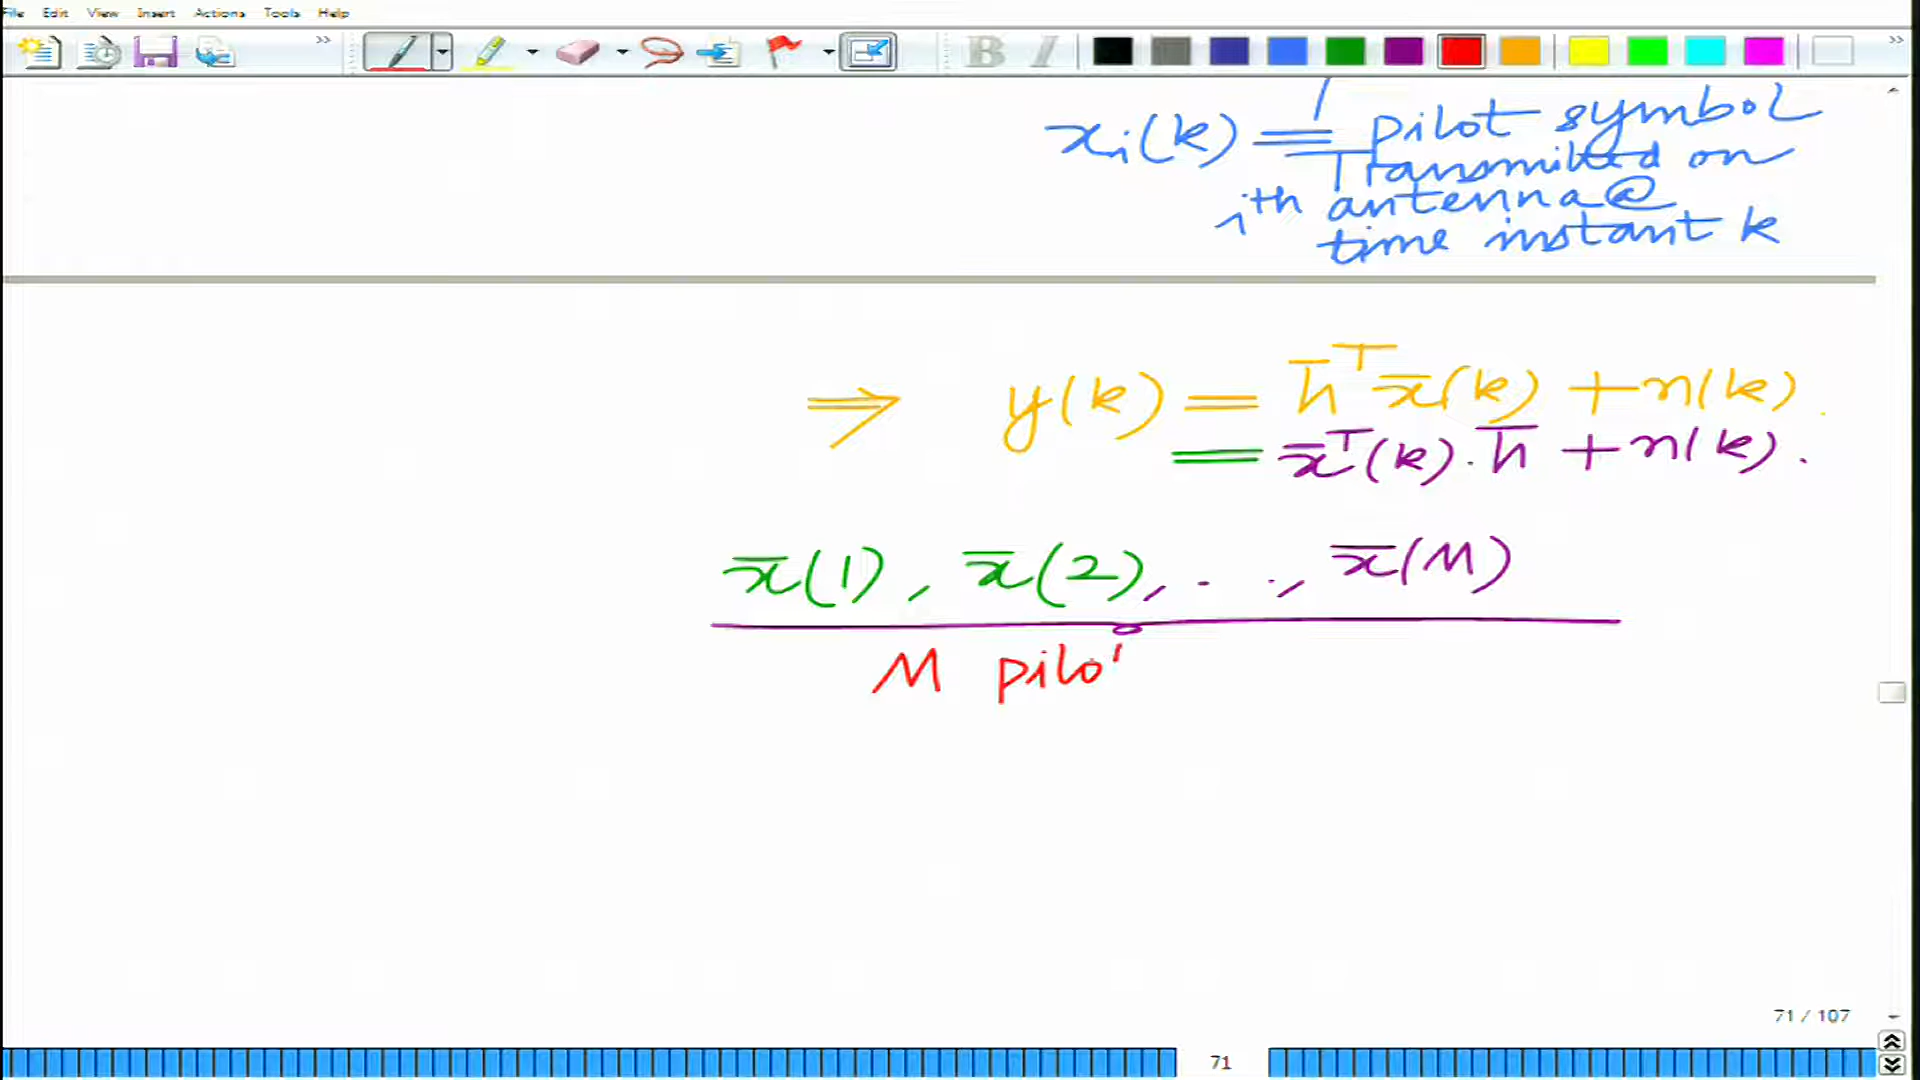 File Edit View Insert Actions Tools Help
B I
xᵢ(k) = pilot symbol
Transmitted on
iᵗʰ antenna @
time instant k
⇒ y(k) = h̄ᵀ x̄(k) + n(k).
= x̄ᵀ(k). h̄ + n(k).
x̄(1), x̄(2), . . , x̄(M)
M pilo'
71 / 107
71